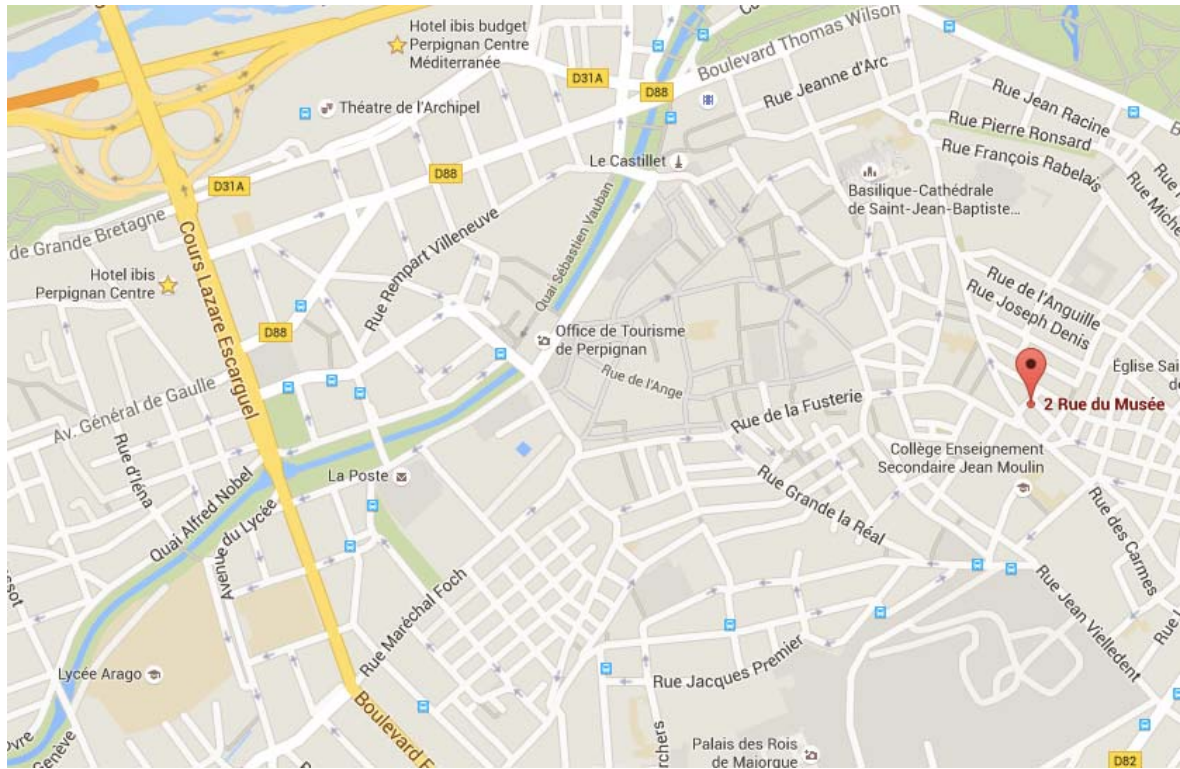 Hotel ibis budget
Perpignan Centre
Méditerranée
D31A
D88
Boulevard Thomas Wilson
Théatre de l'Archipel
Rue Jeanne d'Arc
Rue Jean Racine
Rue Pierre Ronsard
Rue François Rabelais
Le Castillet
D88
D31A
Basilique-Cathédrale
de Saint-Jean-Baptiste...
de Grande Bretagne
Cours Lazare Escarguel
Rue Rempart Villeneuve
Quai Sébastien Vauban
Hotel ibis
Perpignan Centre
Rue de l'Anguille
Rue Joseph Denis
D88
Office de Tourisme
de Perpignan
Rue de l'Ange
Av. Général de Gaulle
Église Sai
de
2 Rue du Musée
Rue de la Fusterie
Collège Enseignement
Secondaire Jean Moulin
Rue d'Iéna
La Poste
Quai Alfred Nobel
Avenue du Lycée
Rue Grande la Réal
Rue des Carmes
Rue Maréchal Foch
Rue Jean Vielledent
Lycée Arago
Rue Jacques Premier
Boulevard F
Genève
Palais des Rois
de Majorque
D82